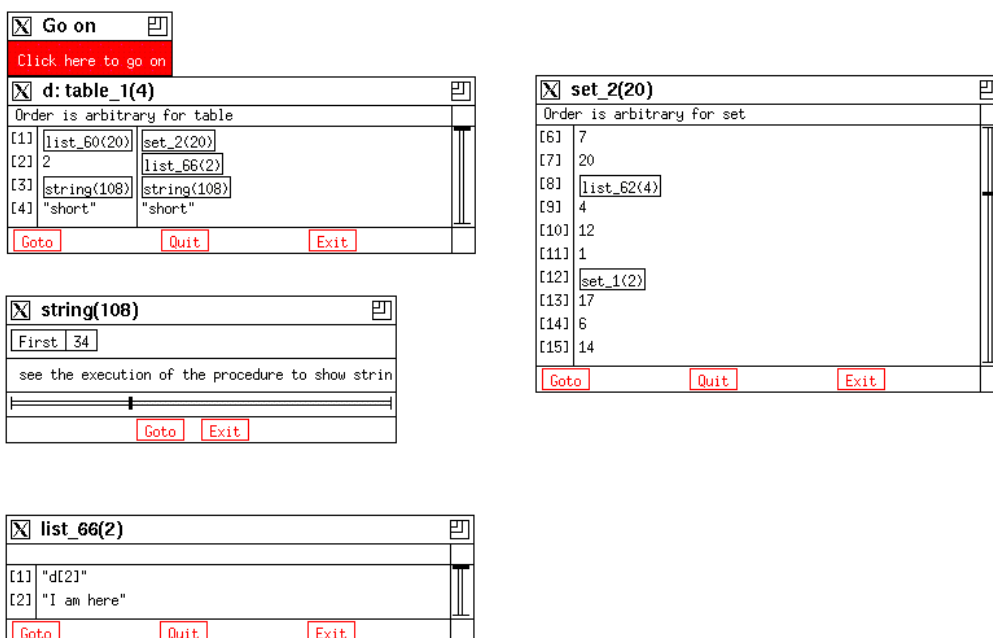 Go on
Click here to go on
d: table_1(4)
Order is arbitrary for table
[1] list_60(20) set_2(20)
[2] 2 list_66(2)
[3] string(108) string(108)
[4] "short" "short"
Goto Quit Exit
string(108)
First 34
see the execution of the procedure to show strin
Goto Exit
list_66(2)
[1] "d[2]"
[2] "I am here"
Goto Quit Exit
set_2(20)
Order is arbitrary for set
[6] 7
[7] 20
[8] list_62(4)
[9] 4
[10] 12
[11] 1
[12] set_1(2)
[13] 17
[14] 6
[15] 14
Goto Quit Exit